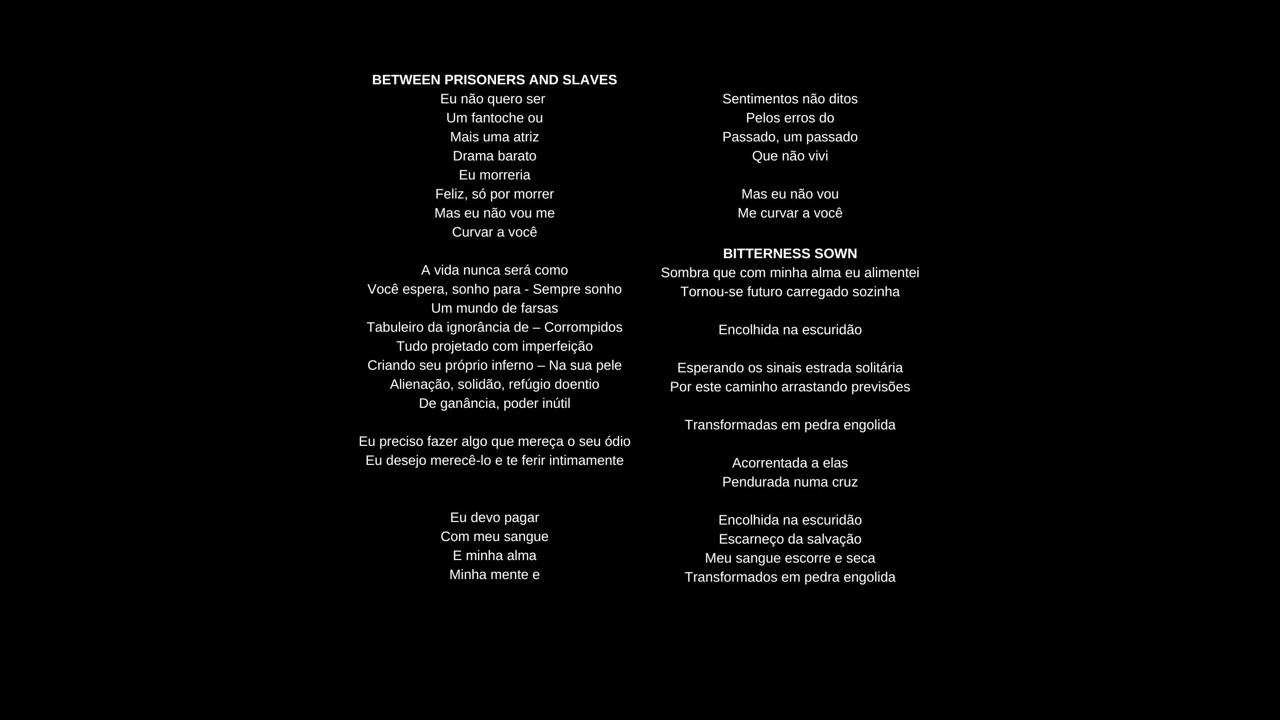 BETWEEN PRISONERS AND SLAVES
Eu não quero ser
Um fantoche ou
Mais uma atriz
Drama barato
Eu morreria
Feliz, só por morrer
Mas eu não vou me
Curvar a você
A vida nunca será como
Você espera, sonho para - Sempre sonho
Um mundo de farsas
Tabuleiro da ignorância de – Corrompidos
Tudo projetado com imperfeição
Criando seu próprio inferno – Na sua pele
Alienação, solidão, refúgio doentio
De ganância, poder inútil
Eu preciso fazer algo que mereça o seu ódio
Eu desejo merecê-lo e te ferir intimamente
Eu devo pagar
Com meu sangue
E minha alma
Minha mente e
Sentimentos não ditos
Pelos erros do
Passado, um passado
Que não vivi
Mas eu não vou
Me curvar a você
BITTERNESS SOWN
Sombra que com minha alma eu alimentei
Tornou-se futuro carregado sozinha
Encolhida na escuridão
Esperando os sinais estrada solitária
Por este caminho arrastando previsões
Transformadas em pedra engolida
Acorrentada a elas
Pendurada numa cruz
Encolhida na escuridão
Escarneço da salvação
Meu sangue escorre e seca
Transformados em pedra engolida